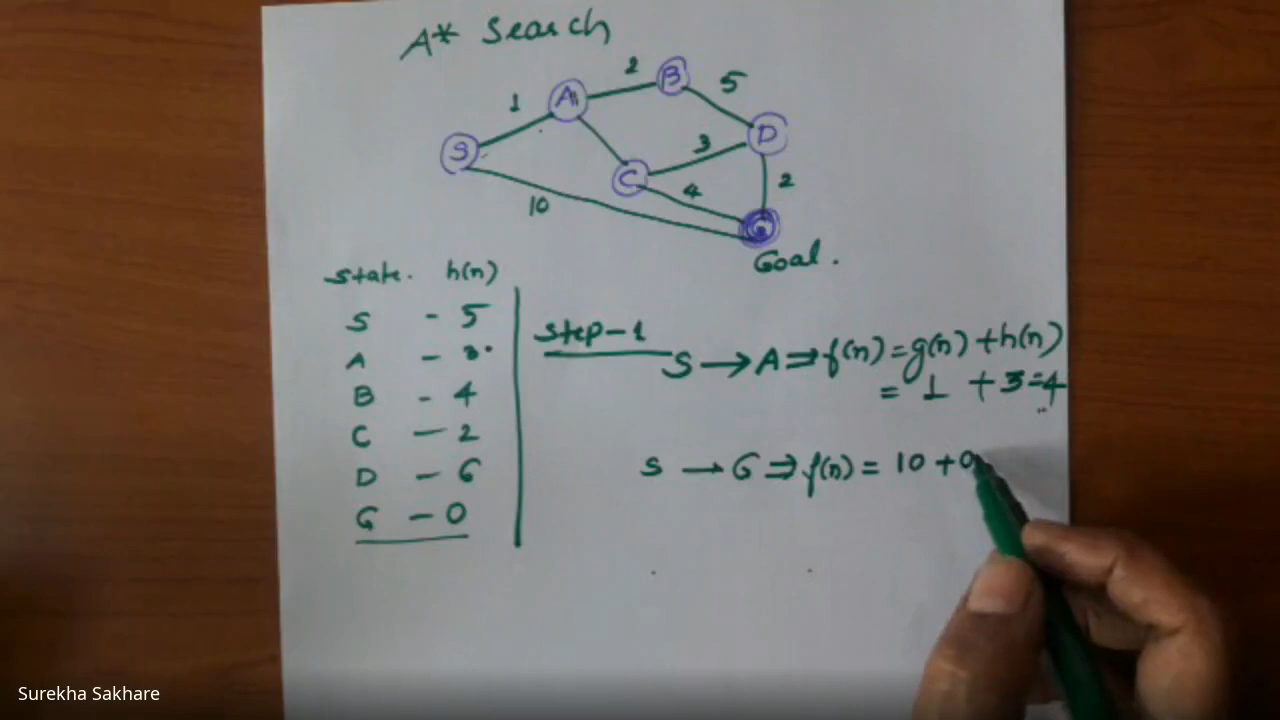 A* Search
2
B
5
1
A
D
S
3
C
4
2
10
G
Goal.
State. h(n)
S - 5
A - 3
B - 4
C - 2
D - 6
G - 0
Step-1
S → A ⇒ f(n) = g(n) + h(n)
= 1 + 3 = 4
S → G ⇒ f(n) = 10 + 0
Surekha Sakhare